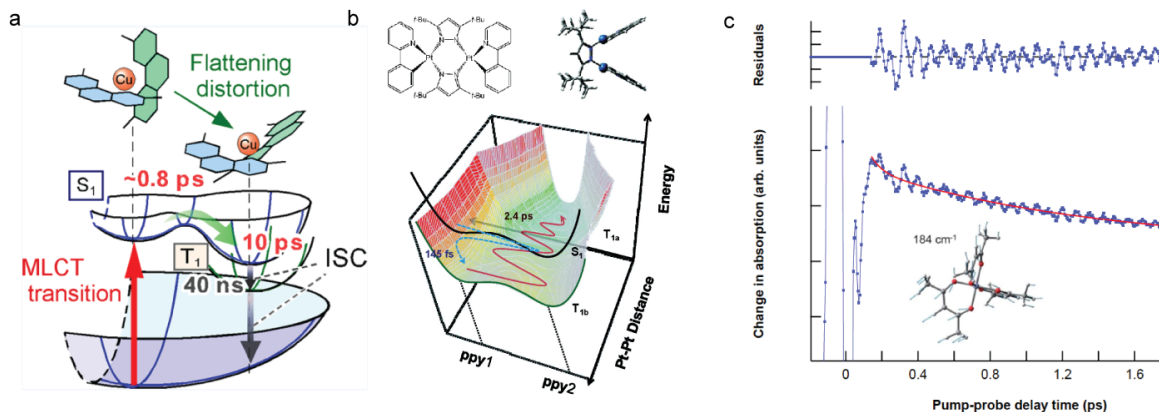 a
Cu
Flattening
distortion
Cu
S1
~0.8 ps
10 ps
T1
ISC
MLCT
transition
40 ns
b
t-Bu
t-Bu
N
N N
N
Pt
Pt
N N
t-Bu
t-Bu
Energy
2.4 ps
T1a
145 fs
S1
T1b
Pt-Pt Distance
ppy1
ppy2
c
Residuals
Change in absorption (arb. units)
184 cm-1
0
0.4
0.8
1.2
1.6
Pump-probe delay time (ps)